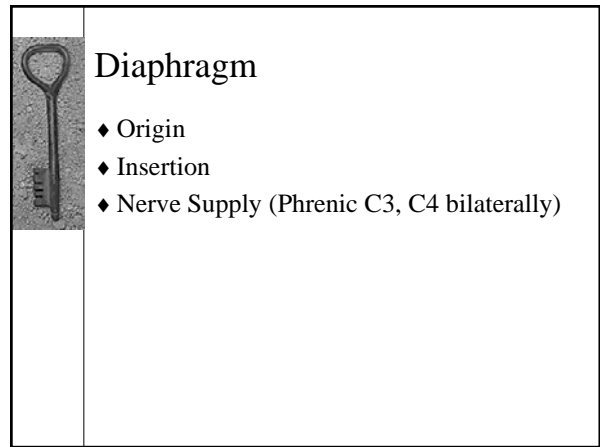 Diaphragm
♦ Origin
♦ Insertion
♦ Nerve Supply (Phrenic C3, C4 bilaterally)